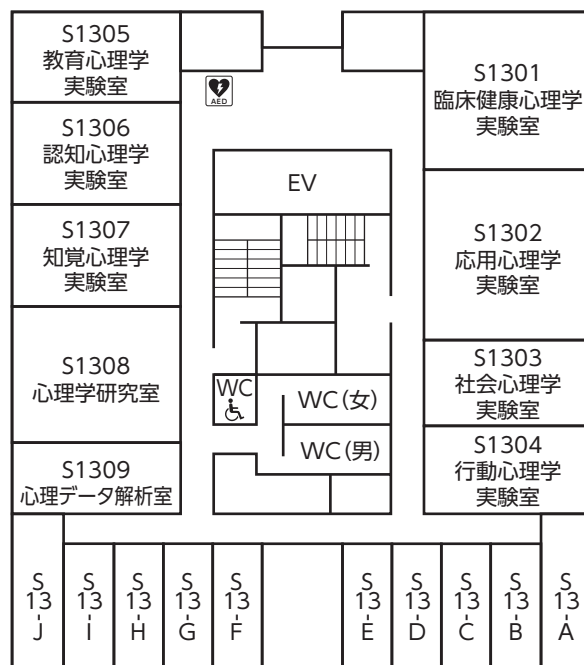 S1305
教育心理学
実験室
AED
S1301
臨床健康心理学
実験室
S1306
認知心理学
実験室
EV
S1307
知覚心理学
実験室
S1302
応用心理学
実験室
S1308
心理学研究室
S1303
社会心理学
実験室
WC
WC(女)
WC(男)
S1304
行動心理学
実験室
S1309
心理データ解析室
S13-J
S13-I
S13-H
S13-G
S13-F
S13-E
S13-D
S13-C
S13-B
S13-A